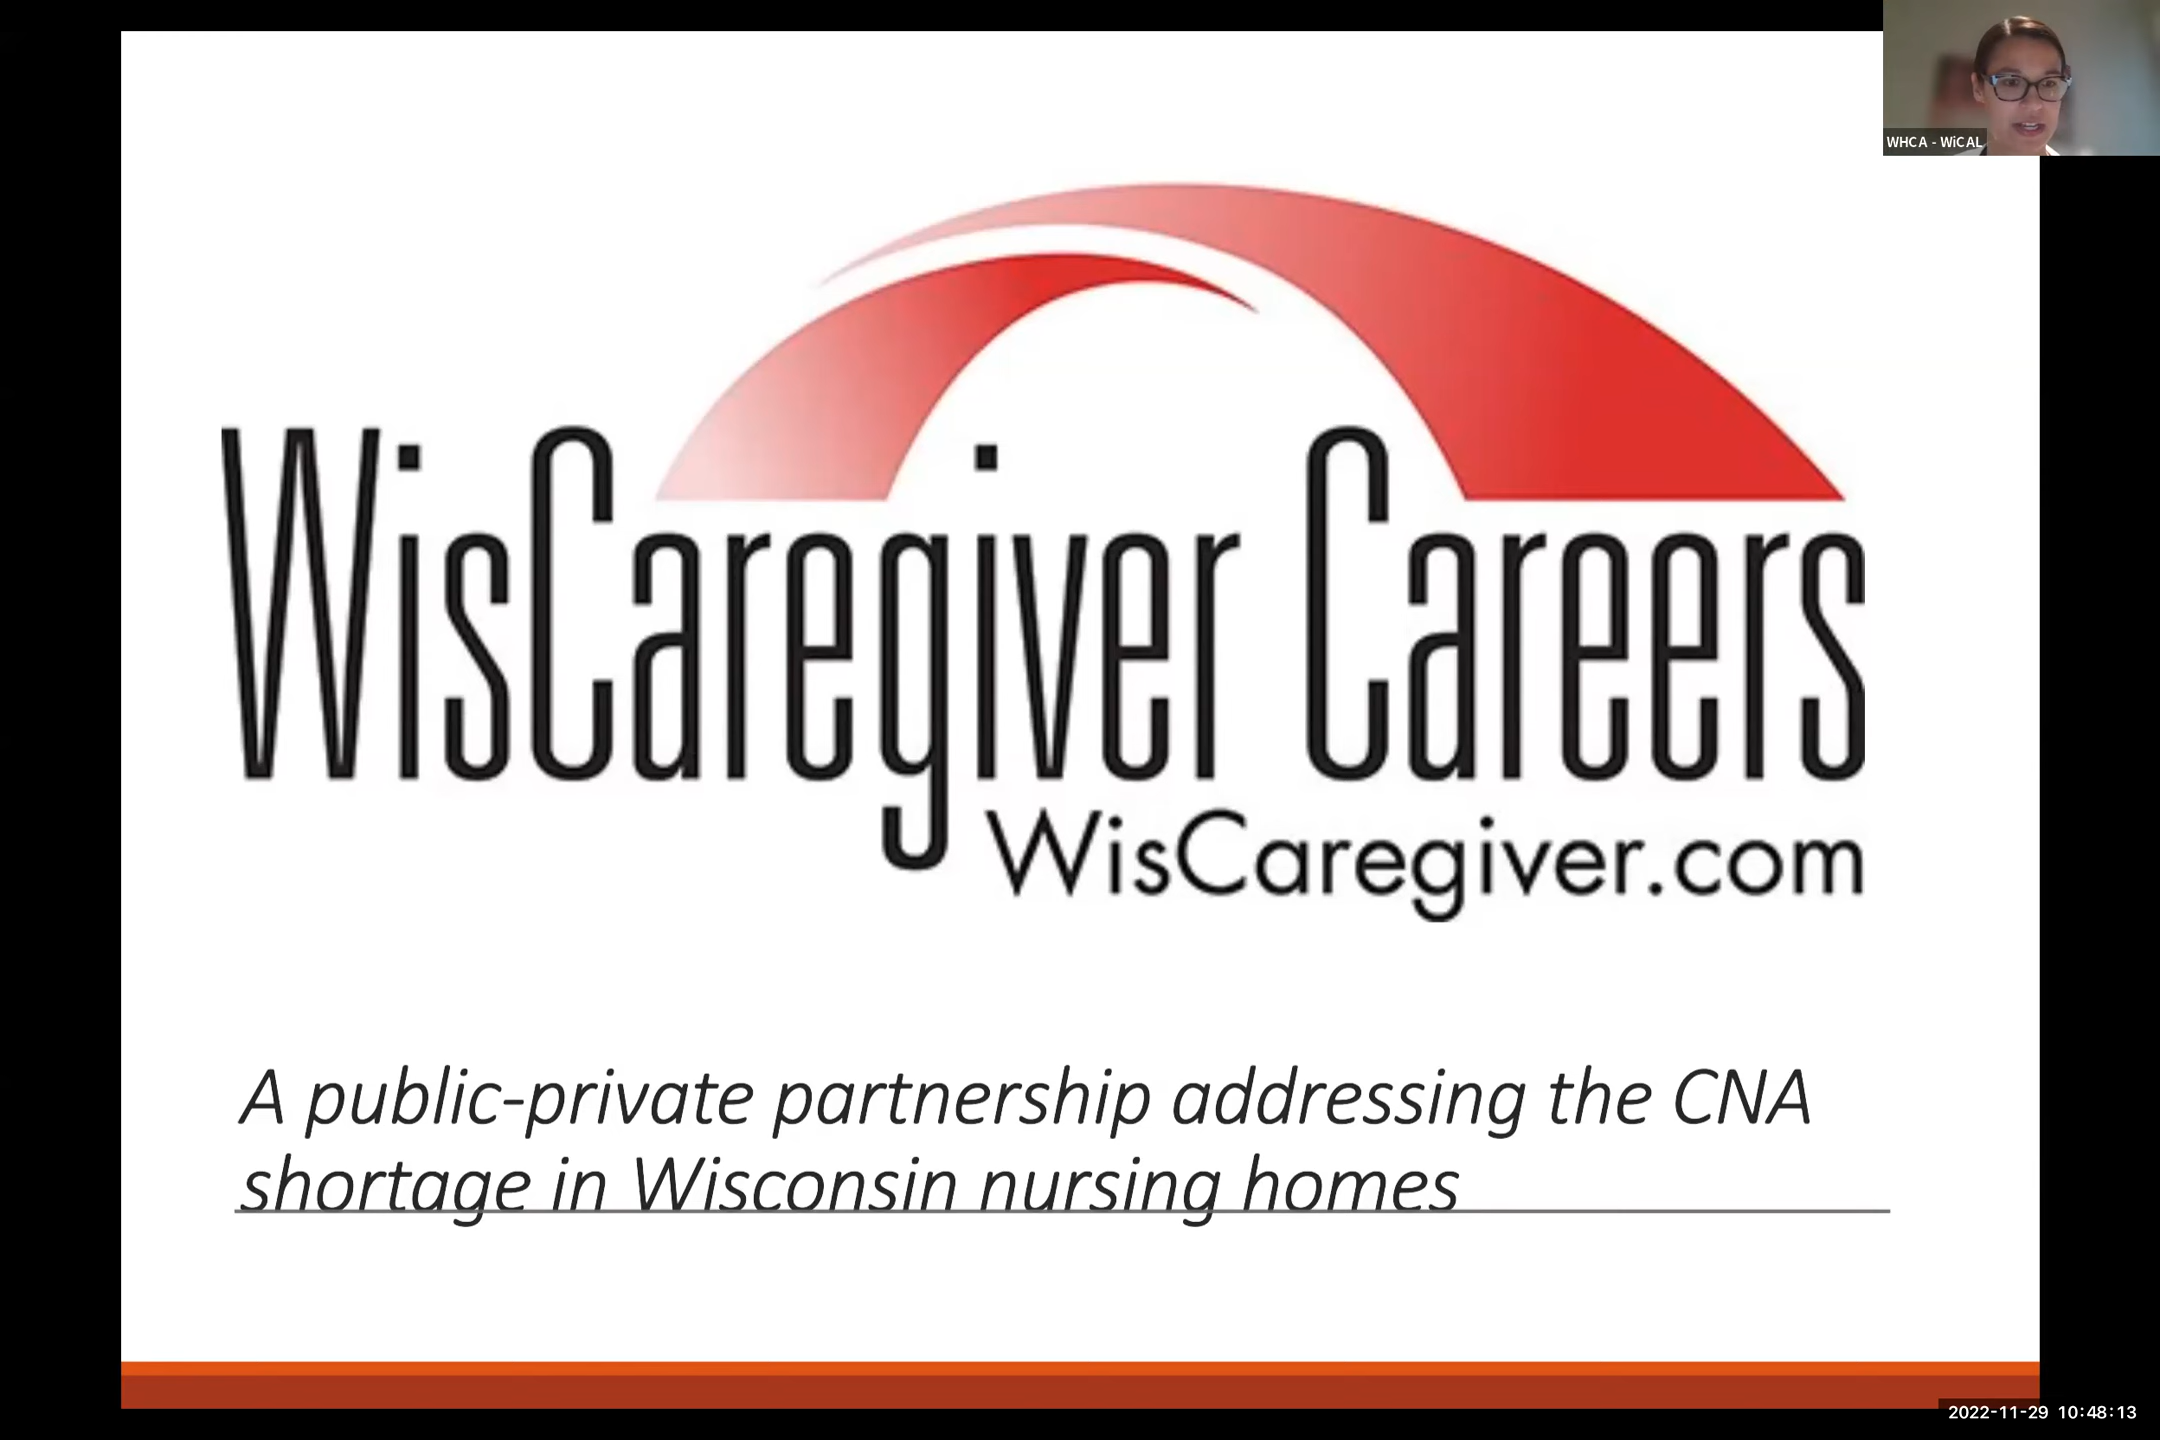 WHCA - WiCAL
WisCaregiver Careers
WisCaregiver.com
A public-private partnership addressing the CNA
shortage in Wisconsin nursing homes
2022-11-29 10:48:13